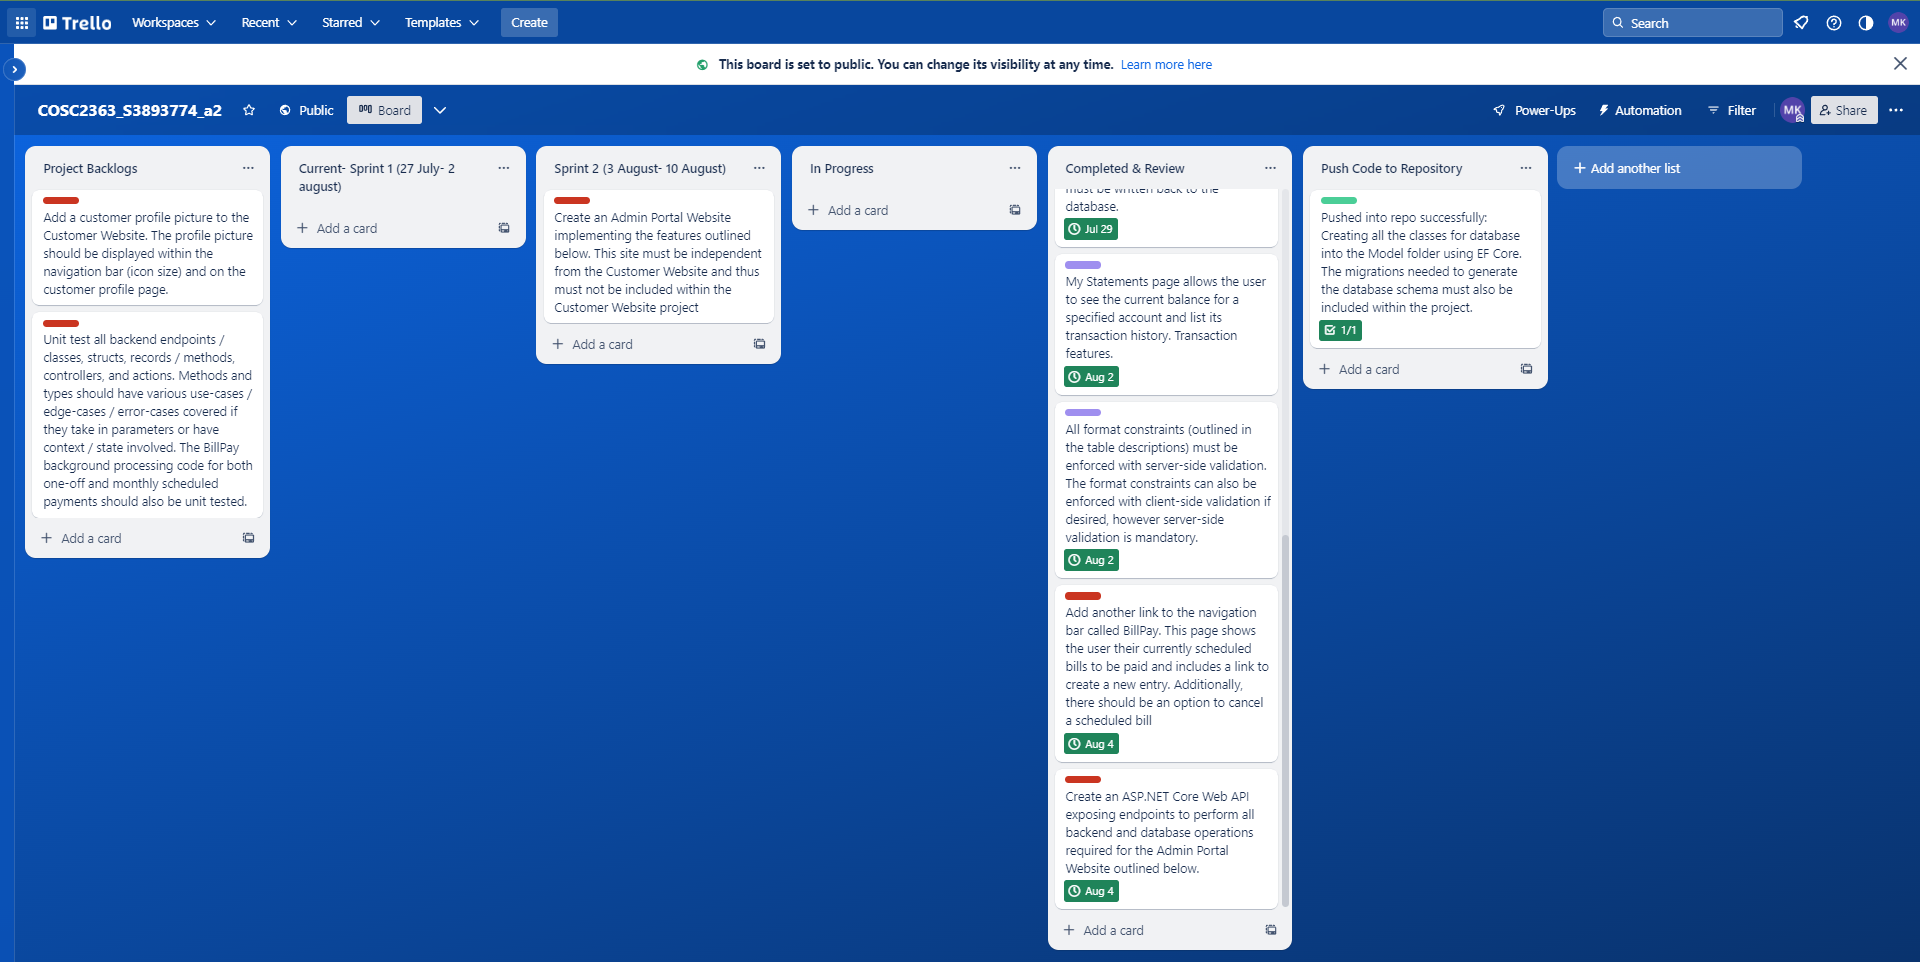 Trello
Workspaces
Recent
Starred
Templates
Create
Search
MK
This board is set to public. You can change its visibility at any time. Learn more here
COSC2363_S3893774_a2
Public
Board
Power-Ups
Automation
Filter
MK
Share
Project Backlogs
Add a customer profile picture to the
Customer Website. The profile picture
should be displayed within the
navigation bar (icon size) and on the
customer profile page.
Unit test all backend endpoints /
classes, structs, records / methods,
controllers, and actions. Methods and
types should have various use-cases /
edge-cases / error-cases covered if
they take in parameters or have
context / state involved. The BillPay
background processing code for both
one-off and monthly scheduled
payments should also be unit tested.
Add a card
Current- Sprint 1 (27 July- 2
august)
Add a card
Sprint 2 (3 August- 10 August)
Create an Admin Portal Website
implementing the features outlined
below. This site must be independent
from the Customer Website and thus
must not be included within the
Customer Website project
Add a card
In Progress
Add a card
Completed & Review
must be written back to the
database.
Jul 29
My Statements page allows the user
to see the current balance for a
specified account and list its
transaction history. Transaction
features.
Aug 2
All format constraints (outlined in
the table descriptions) must be
enforced with server-side validation.
The format constraints can also be
enforced with client-side validation if
desired, however server-side
validation is mandatory.
Aug 2
Add another link to the navigation
bar called BillPay. This page shows
the user their currently scheduled
bills to be paid and includes a link to
create a new entry. Additionally,
there should be an option to cancel
a scheduled bill
Aug 4
Create an ASP.NET Core Web API
exposing endpoints to perform all
backend and database operations
required for the Admin Portal
Website outlined below.
Aug 4
Add a card
Push Code to Repository
Pushed into repo successfully:
Creating all the classes for database
into the Model folder using EF Core.
The migrations needed to generate
the database schema must also be
included within the project.
1/1
Add a card
Add another list